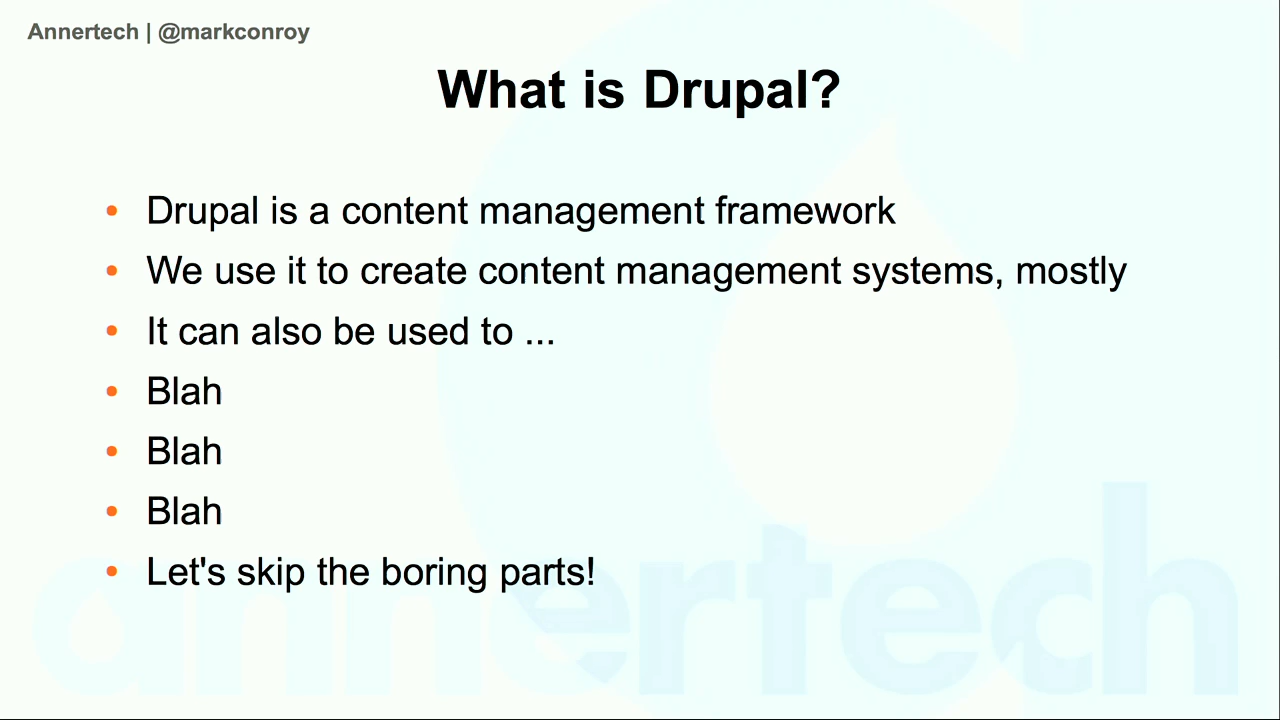 Annertech | @markconroy
What is Drupal?
• Drupal is a content management framework
• We use it to create content management systems, mostly
• It can also be used to ...
• Blah
• Blah
• Blah
• Let's skip the boring parts!
annertech